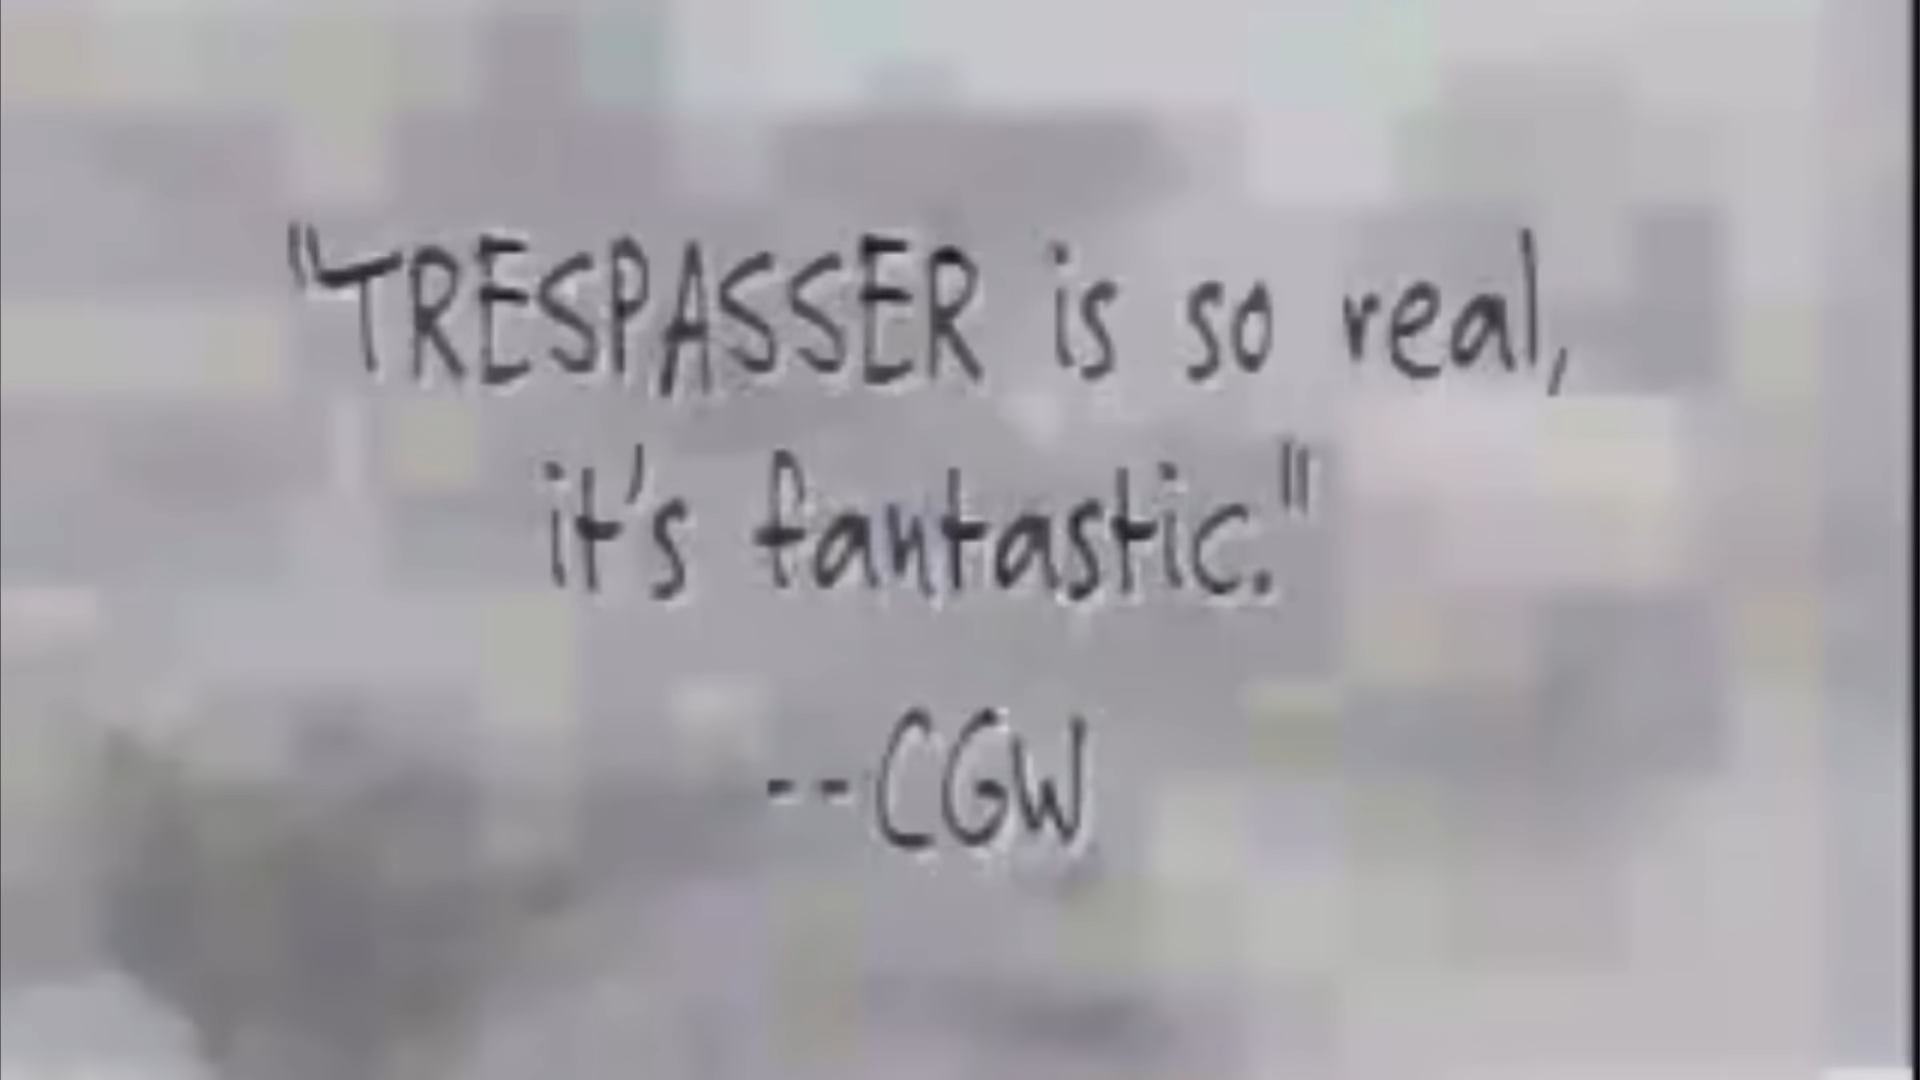 "TRESPASSER is so real,
it's fantastic."
--CGW